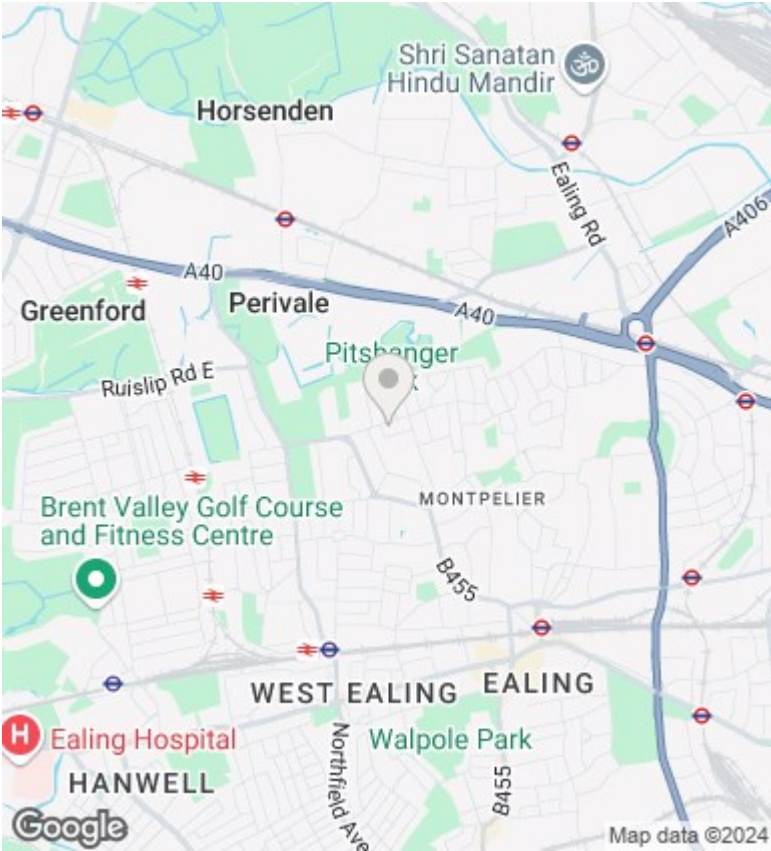 Shri Sanatan
Hindu Mandir
Horsenden
Ealing Rd
A406
A40
Greenford
Perivale
A40
Pitshanger
Ruislip Rd E
MONTPELIER
Brent Valley Golf Course
and Fitness Centre
B455
WEST EALING
EALING
H
Ealing Hospital
Walpole Park
Northfield Ave
HANWELL
B455
Google
Map data ©2024